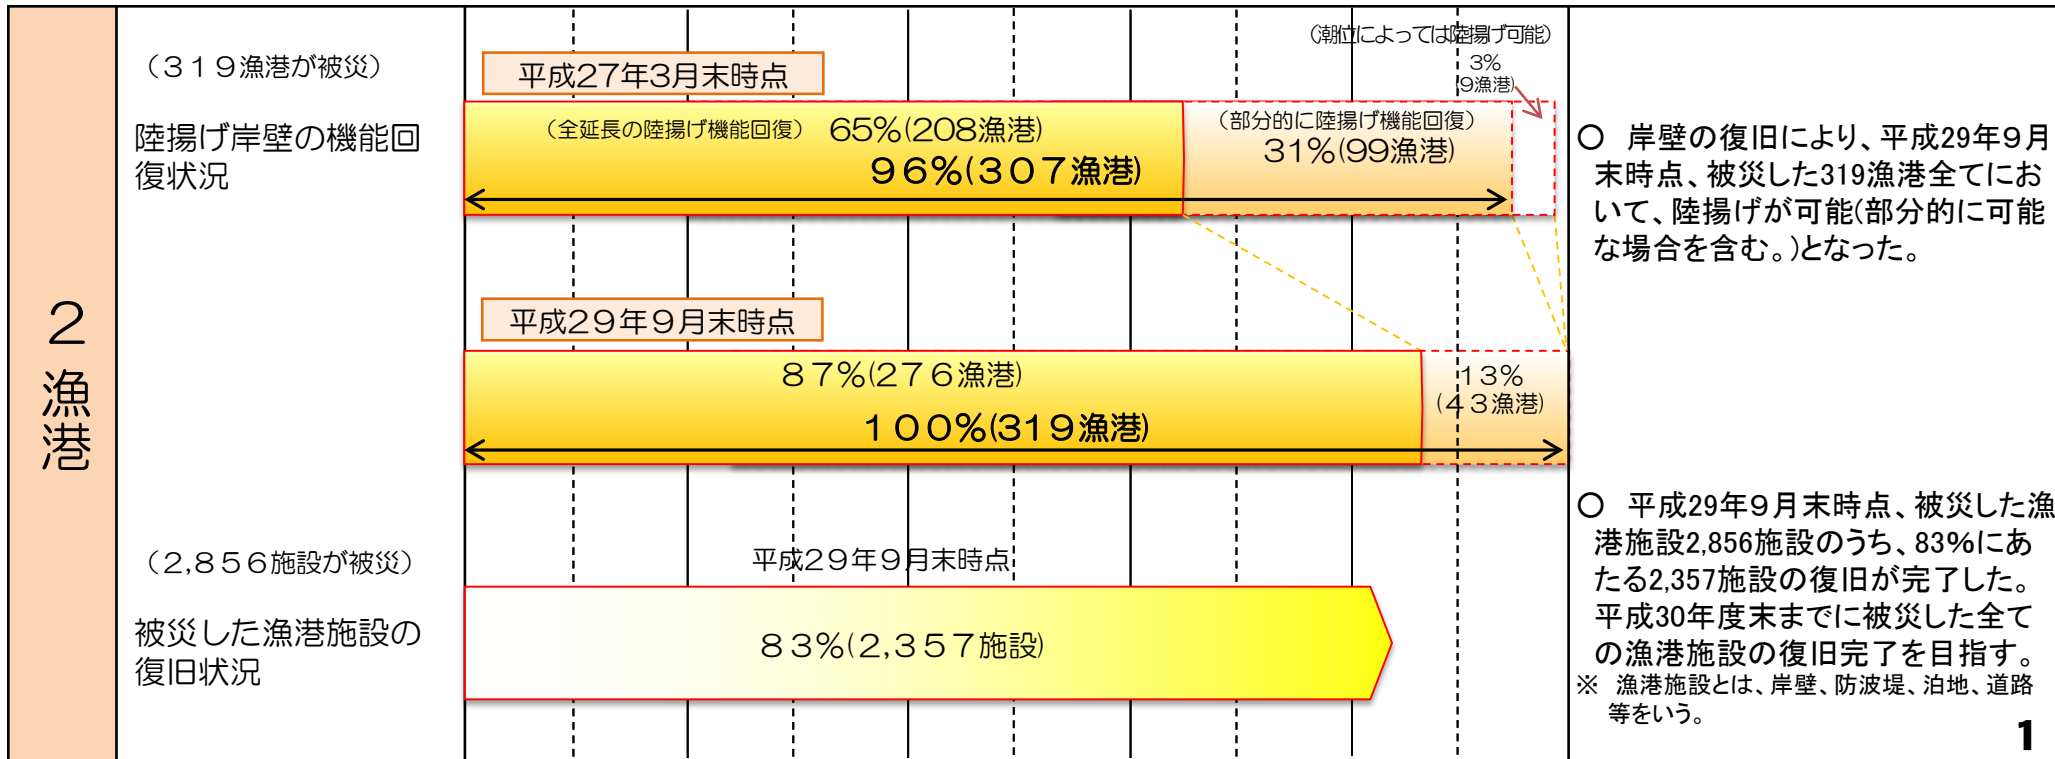 ２漁港
（３１９漁港が被災）
陸揚げ岸壁の機能回
復状況
平成27年3月末時点
（潮位によっては陸揚げ可能）
3%
(9漁港)
（全延長の陸揚げ機能回復） 65%(208漁港)
９６%(３０７漁港)
（部分的に陸揚げ機能回復）
31%(99漁港)
○　岸壁の復旧により、平成29年９月
末時点、被災した319漁港全てにお
いて、陸揚げが可能(部分的に可能
な場合を含む。)となった。
平成２９年９月末時点
８７%(２７６漁港)
１００%(319漁港)
１３%
(４３漁港)
（２,８５６施設が被災）
被災した漁港施設の
復旧状況
平成２９年９月末時点
８３%(２,３５７施設)
○　平成29年９月末時点、被災した漁
港施設2,856施設のうち、83%にあ
たる2,357施設の復旧が完了した。
平成30年度末までに被災した全て
の漁港施設の復旧完了を目指す。
※　漁港施設とは、岸壁、防波堤、泊地、道路
等をいう。
1